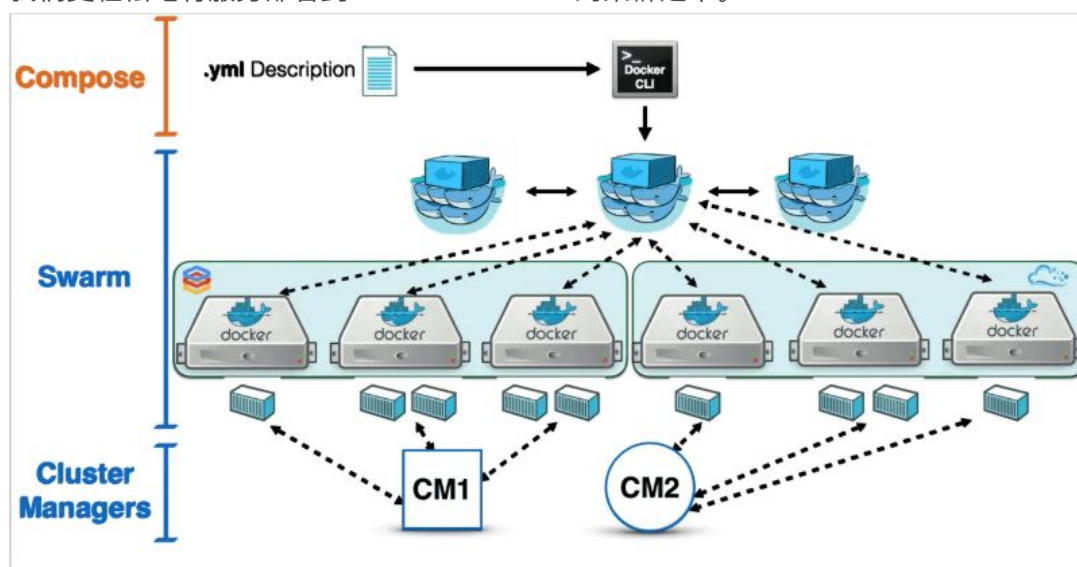 Compose
.yml Description
>_
Docker
CLI
Swarm
docker
docker
docker
docker
docker
docker
Cluster
Managers
CM1
CM2